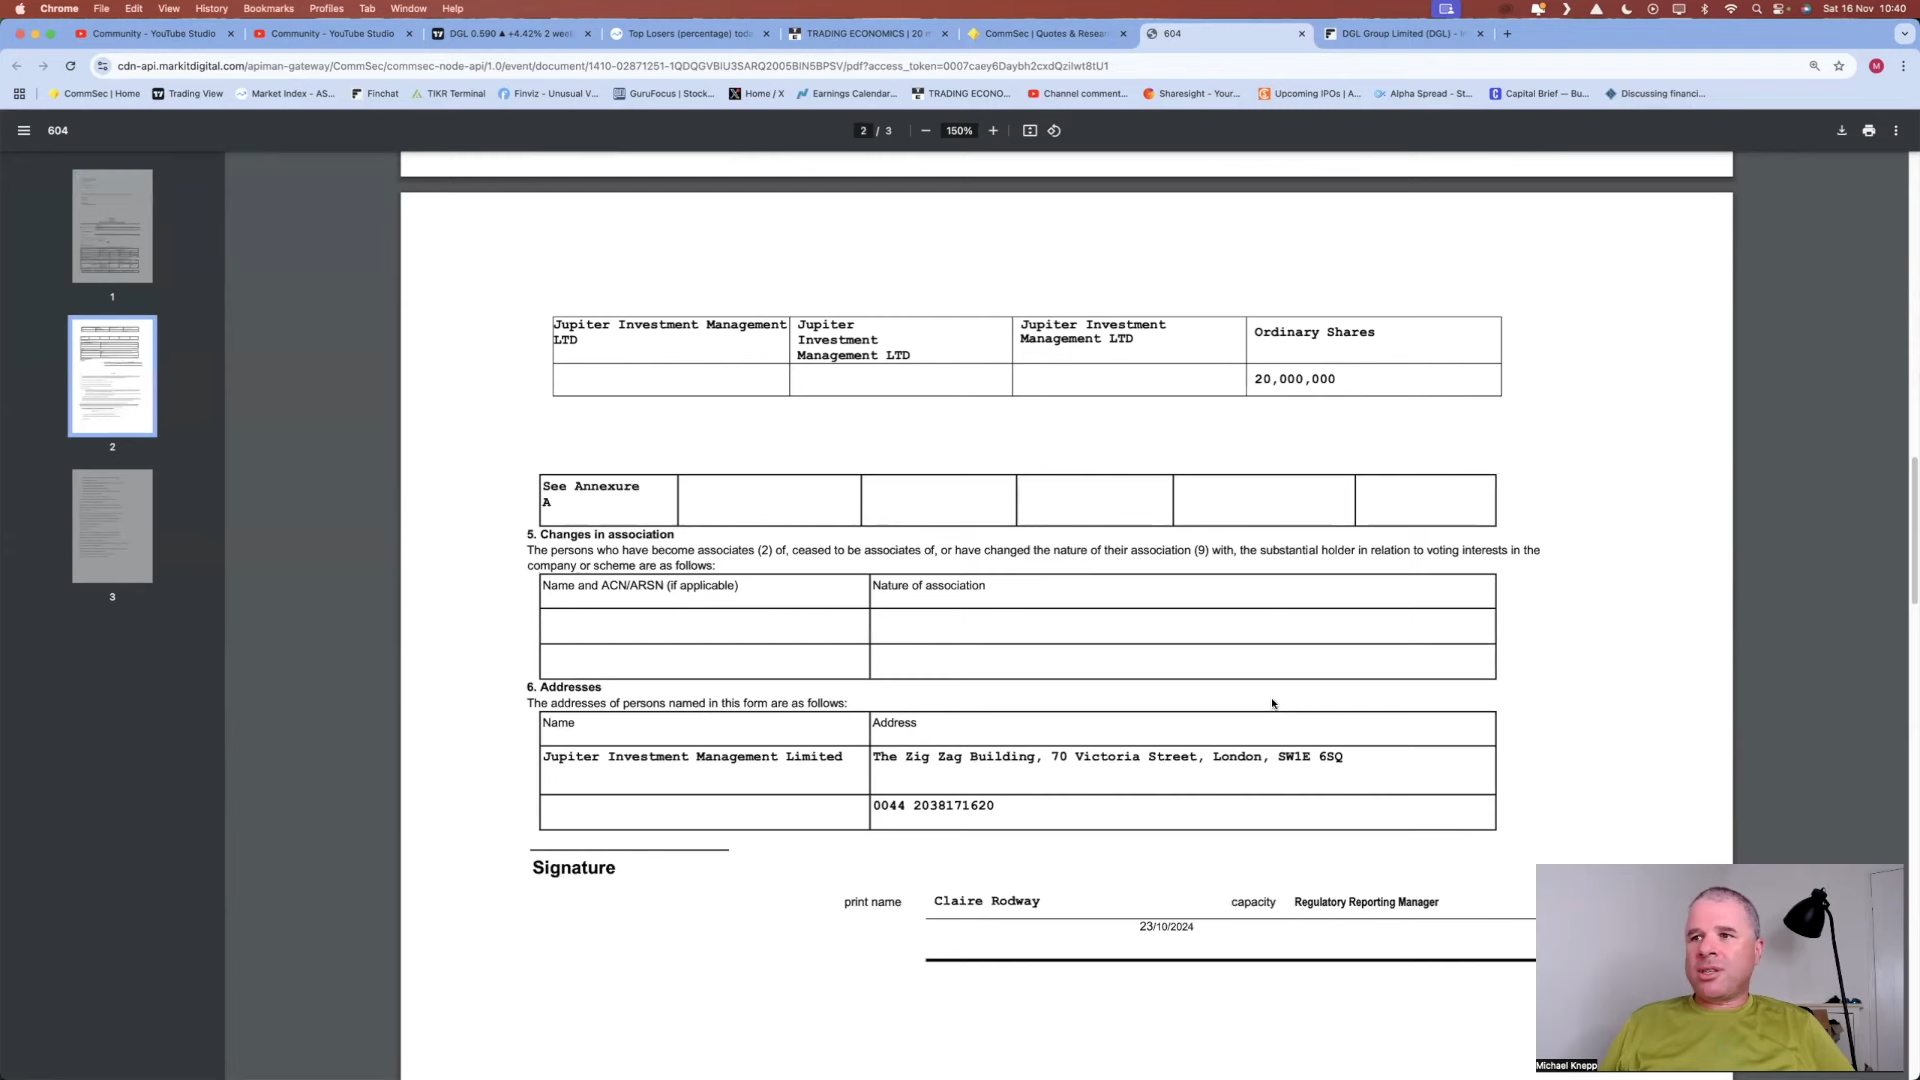 Chrome File Edit View History Bookmarks Profiles Tab Window Help Sat 16 Nov 10:40
Community - YouTube Studio Community - YouTube Studio DGL 0.590 ▲ +4.42% 2 wee Top Losers (percentage) toda TRADING ECONOMICS | 20 m CommSec | Quotes & Resear 604 DGL Group Limited (DGL) - In
cdn-api.markitdigital.com/apiman-gateway/CommSec/commsec-node-api/1.0/event/document/1410-02871251-1QDQGVBIU3SARQ2005BIN5BPSV/pdf?access_token=0007caey6Daybh2cxdQziIwt8tU1
CommSec | Home Trading View Market Index - AS... Finchat TIKR Terminal Finviz - Unusual V... GuruFocus | Stock... Home / X Earnings Calendar... TRADING ECONO... Channel comment... Sharesight - Your... Upcoming IPOs | A... Alpha Spread - St... Capital Brief — Bu... Discussing financi...
604 2 / 3 150%
1
2
3
Jupiter Investment Management LTD
Jupiter Investment Management LTD
Jupiter Investment Management LTD
Ordinary Shares
20,000,000
See Annexure
A
5. Changes in association
The persons who have become associates (2) of, ceased to be associates of, or have changed the nature of their association (9) with, the substantial holder in relation to voting interests in the
company or scheme are as follows:
Name and ACN/ARSN (if applicable) Nature of association
6. Addresses
The addresses of persons named in this form are as follows:
Name Address
Jupiter Investment Management Limited The Zig Zag Building, 70 Victoria Street, London, SW1E 6SQ
0044 2038171620
Signature
print name Claire Rodway capacity Regulatory Reporting Manager
23/10/2024
Michael Knepp